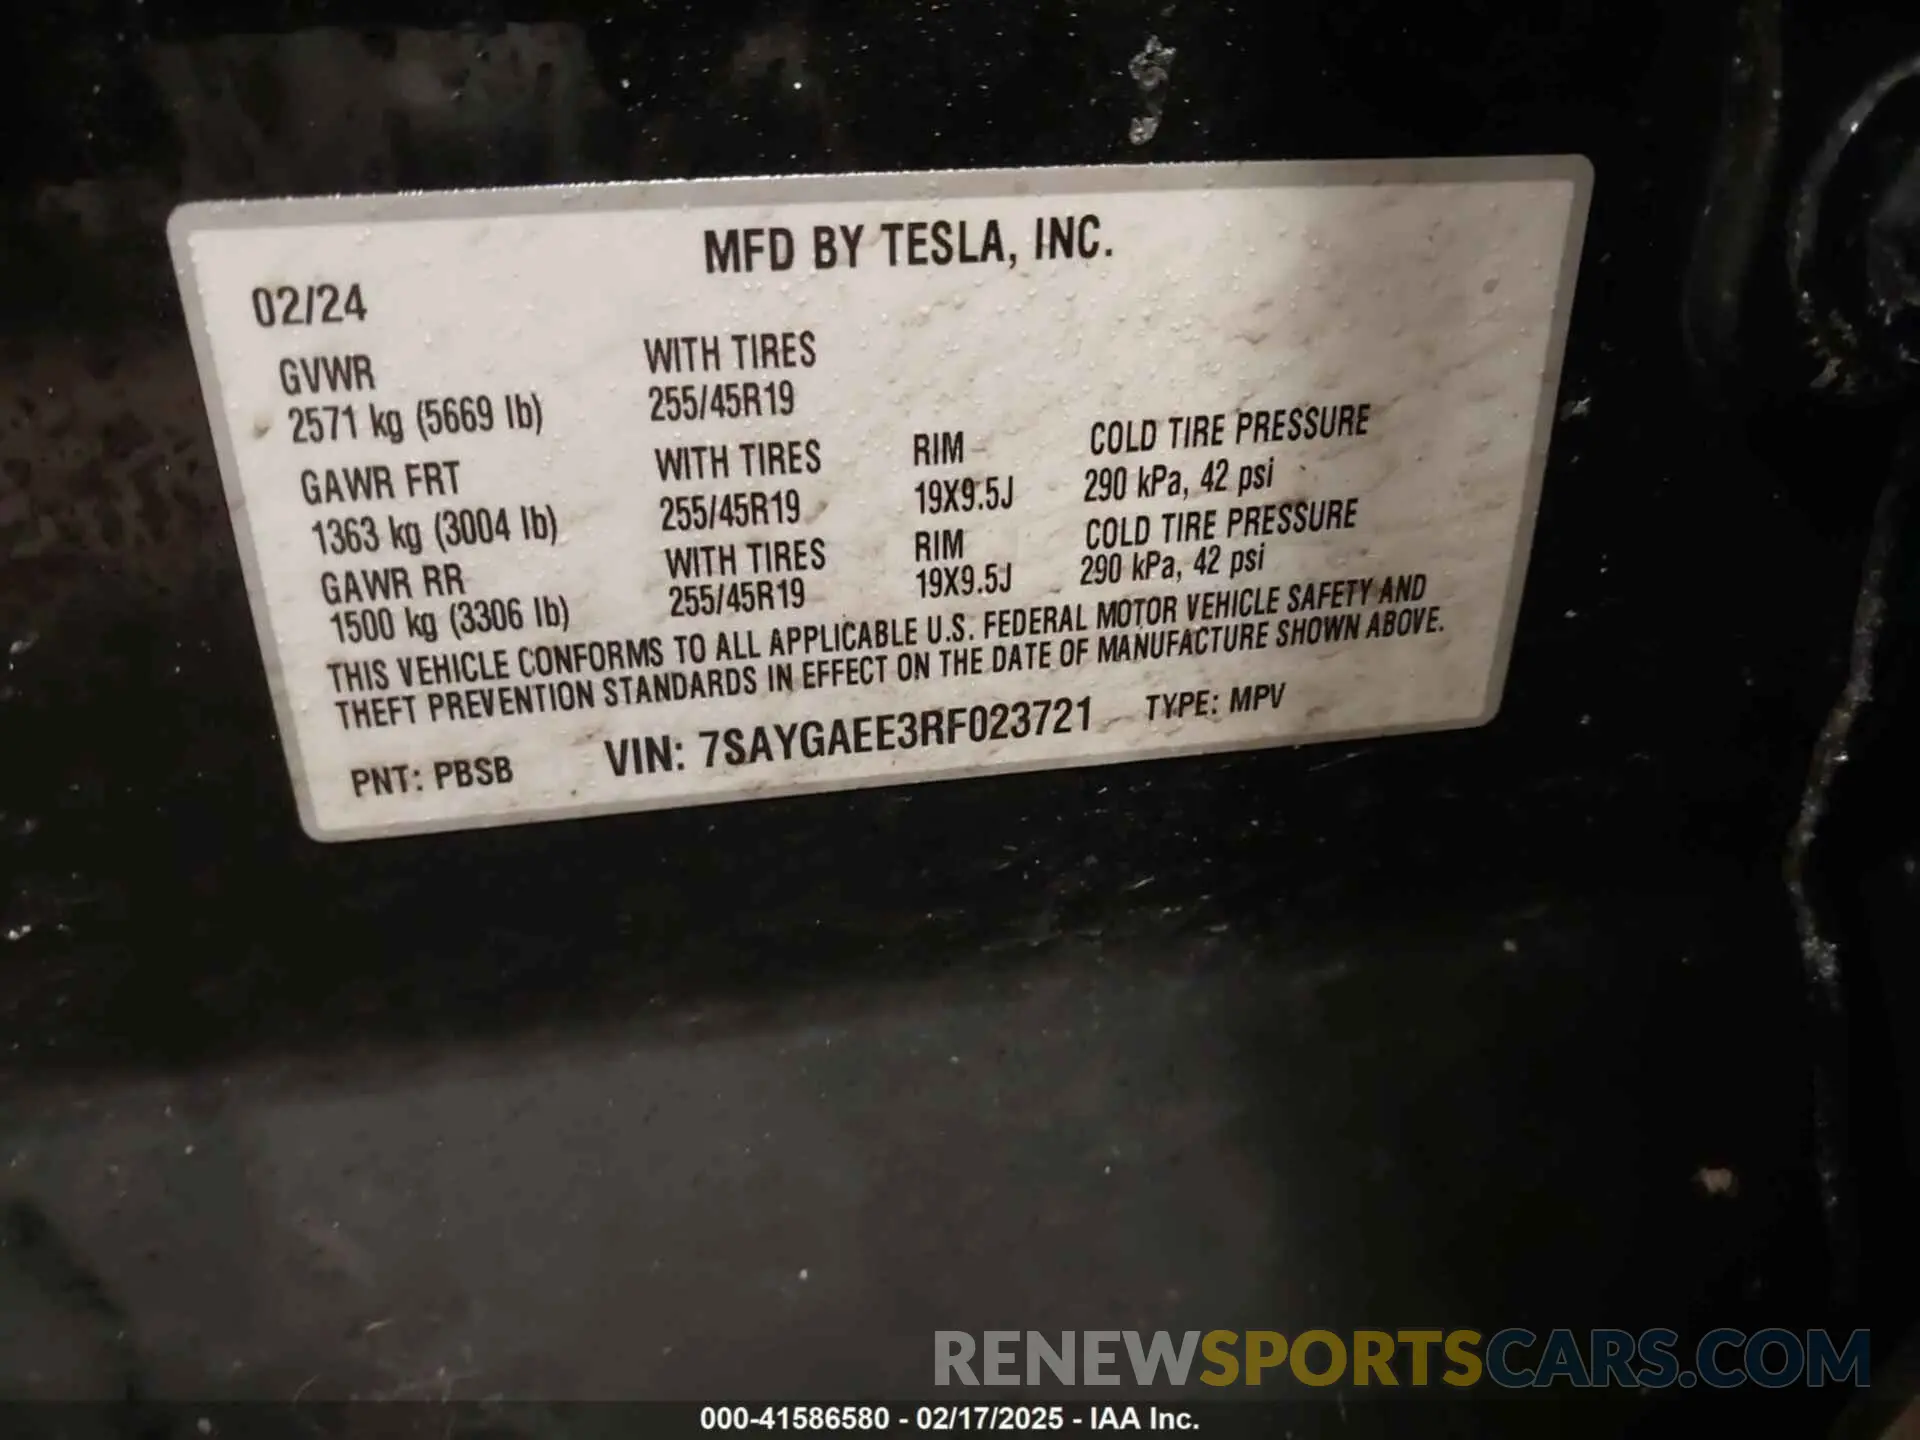 MFD BY TESLA, INC.
02/24
GVWR WITH TIRES
2571 kg (5669 lb) 255/45R19
GAWR FRT WITH TIRES RIM COLD TIRE PRESSURE
1363 kg (3004 lb) 255/45R19 19X9.5J 290 kPa, 42 psi
GAWR RR WITH TIRES RIM COLD TIRE PRESSURE
1500 kg (3306 lb) 255/45R19 19X9.5J 290 kPa, 42 psi
THIS VEHICLE CONFORMS TO ALL APPLICABLE U.S. FEDERAL MOTOR VEHICLE SAFETY AND
THEFT PREVENTION STANDARDS IN EFFECT ON THE DATE OF MANUFACTURE SHOWN ABOVE.
PNT: PBSB VIN: 7SAYGAEE3RF023721 TYPE: MPV
RENEWSPORTSCARS.COM
000-41586580 - 02/17/2025 - IAA Inc.